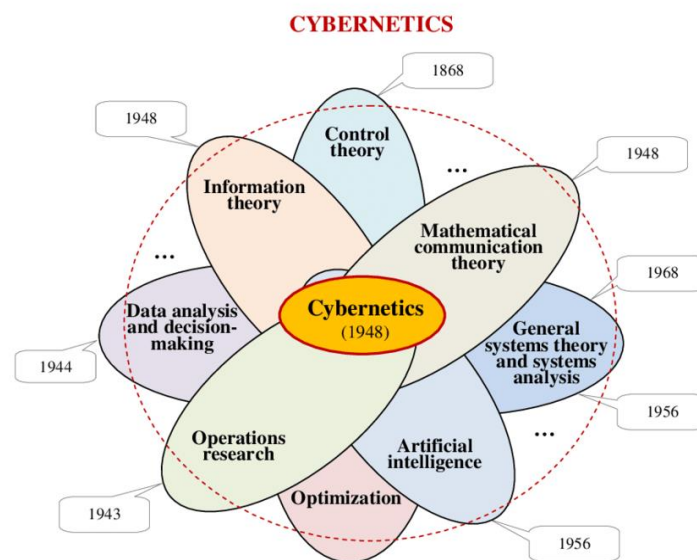 CYBERNETICS
1868
1948
Control
theory
...
1948
Information
theory
Mathematical
communication
theory
...
1968
Cybernetics
(1948)
Data analysis
and decision-
making
General
systems theory
and systems
analysis
1944
1956
Operations
research
Artificial
intelligence
...
Optimization
1943
1956